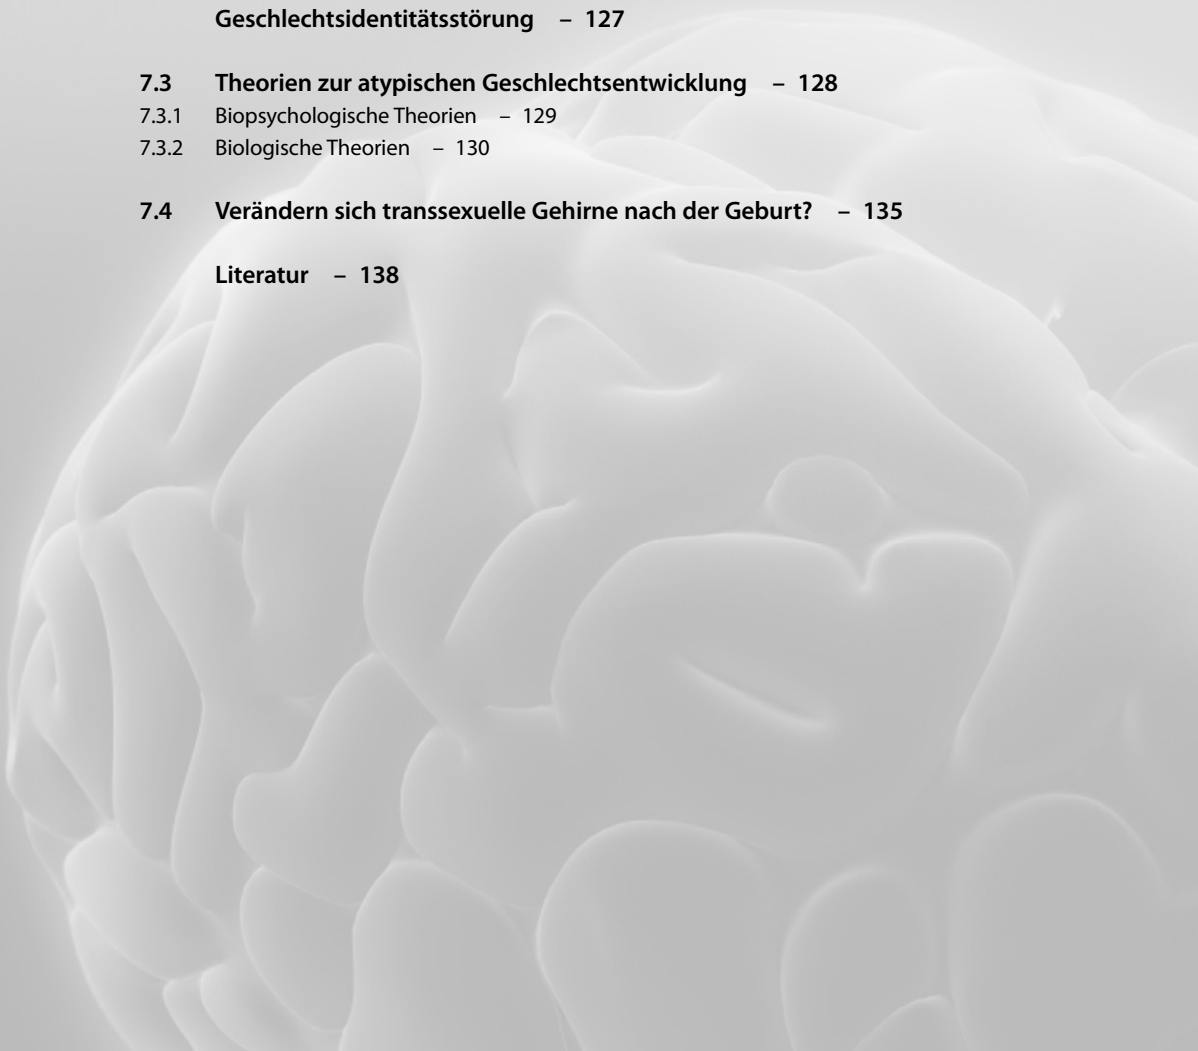 Geschlechtsidentitätsstörung – 127
7.3 Theorien zur atypischen Geschlechtsentwicklung – 128
7.3.1 Biopsychologische Theorien – 129
7.3.2 Biologische Theorien – 130
7.4 Verändern sich transsexuelle Gehirne nach der Geburt? – 135
Literatur – 138